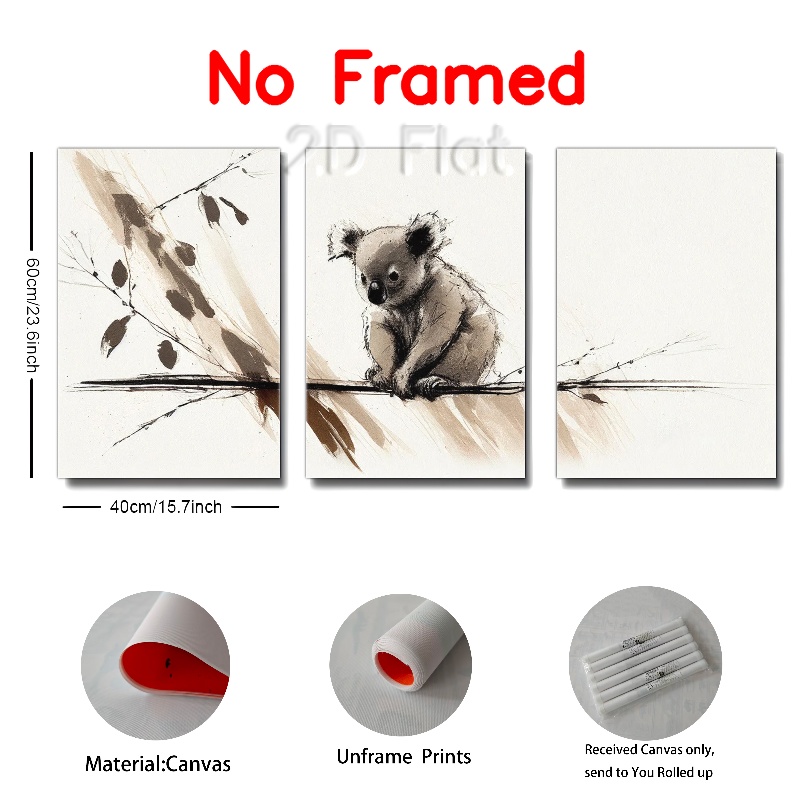 No Framed
2D Flat
60cm/23.6inch
40cm/15.7inch
Material:Canvas
Unframe Prints
Received Canvas only,
send to You Rolled up